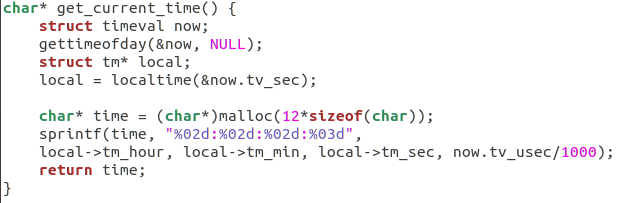 char* get_current_time() {
    struct timeval now;
    gettimeofday(&now, NULL);
    struct tm* local;
    local = localtime(&now.tv_sec);

    char* time = (char*)malloc(12*sizeof(char));
    sprintf(time, "%02d:%02d:%02d:%03d",
    local->tm_hour, local->tm_min, local->tm_sec, now.tv_usec/1000);
    return time;
}